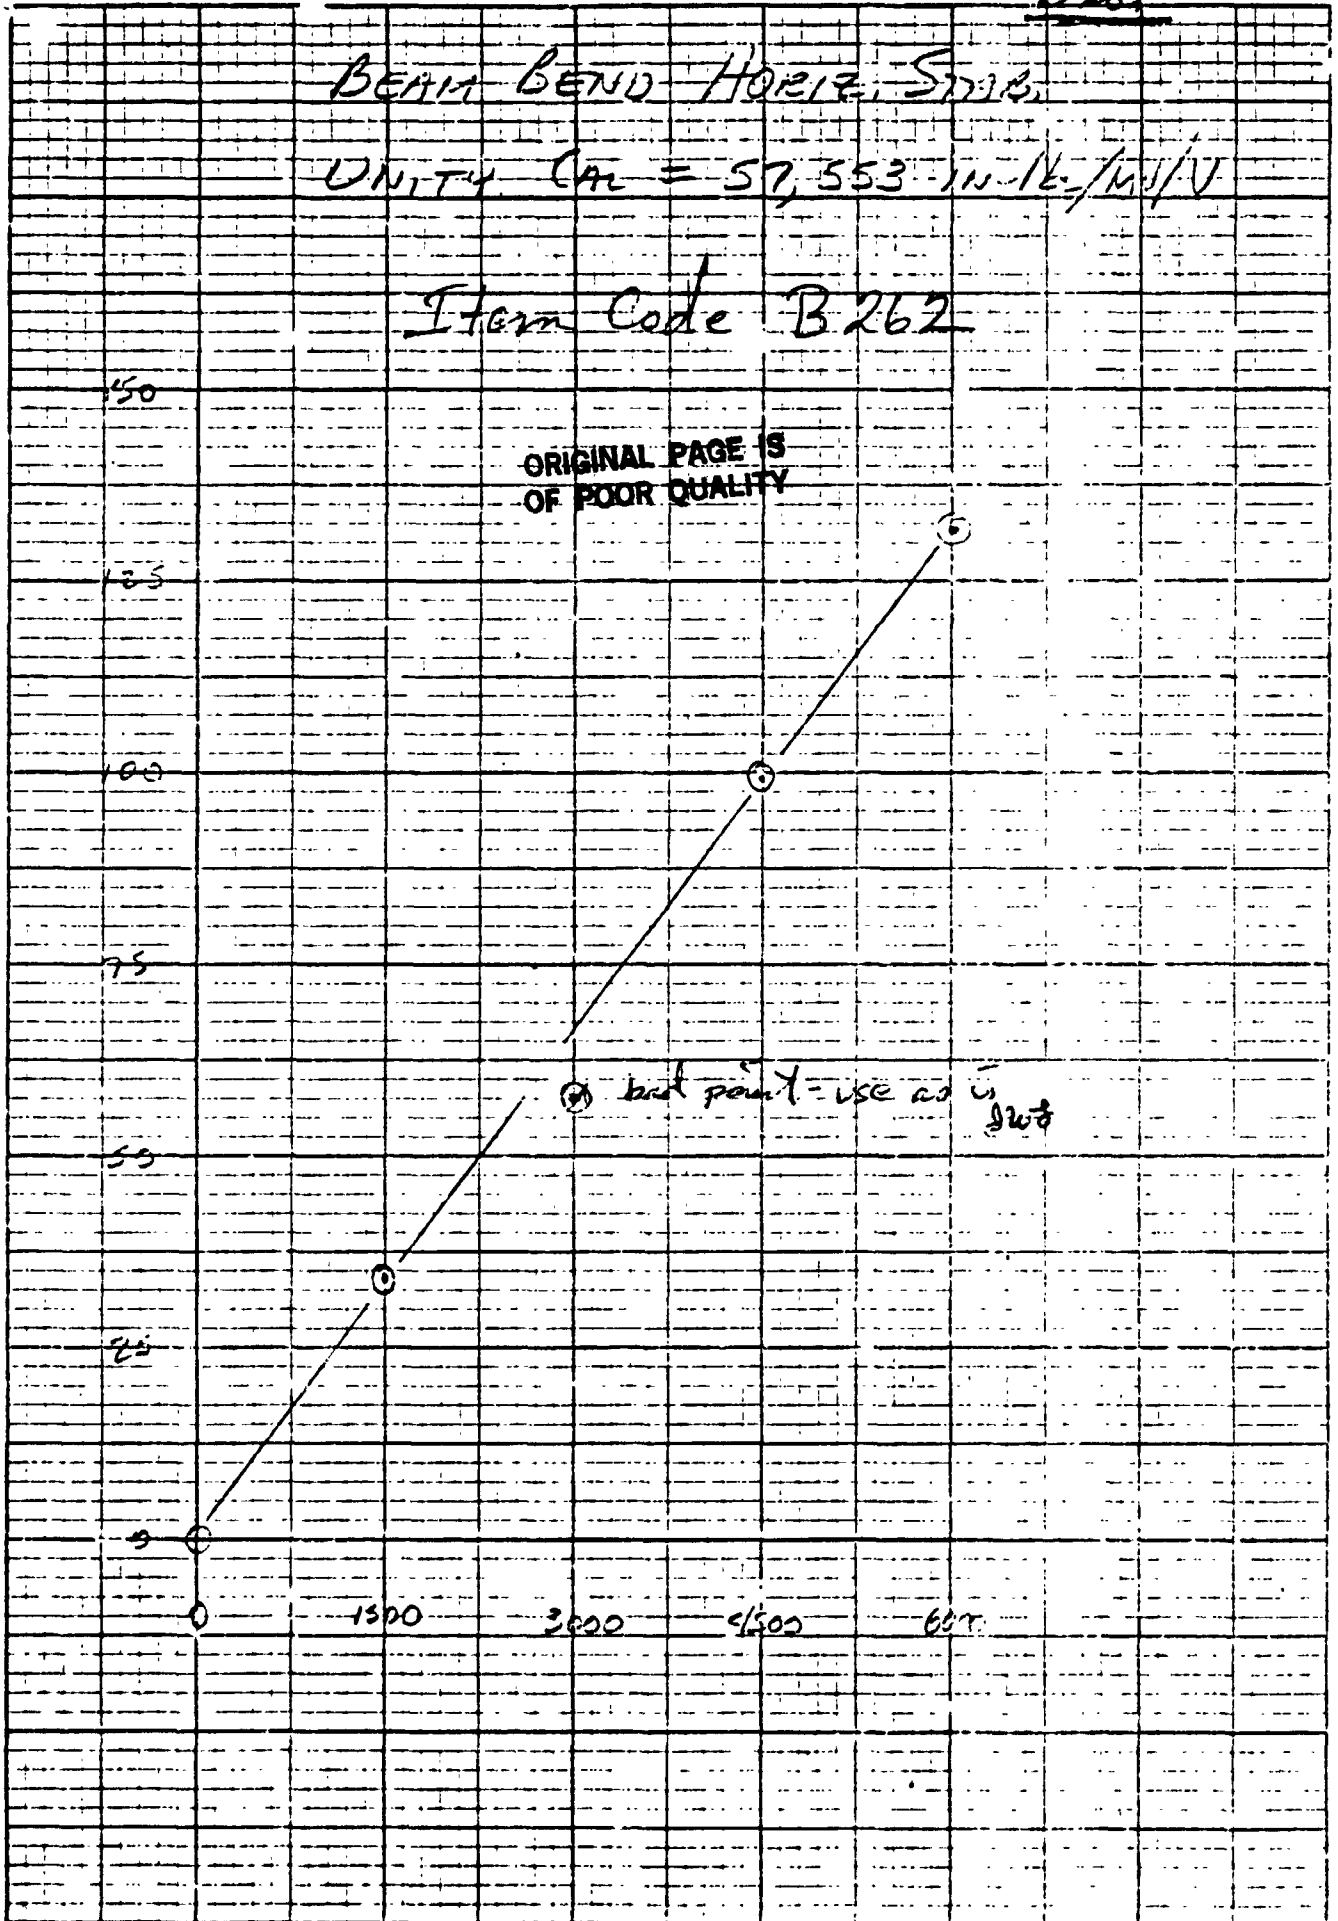 BEAM BEND HORIZ. STAB.
UNITY CAL = 57,553 IN-lb/MV/V
Item Code B262
150
ORIGINAL PAGE IS
OF POOR QUALITY
125
100
75
bad point - use as is
50
25
0
0 1500 3000 4500 6000